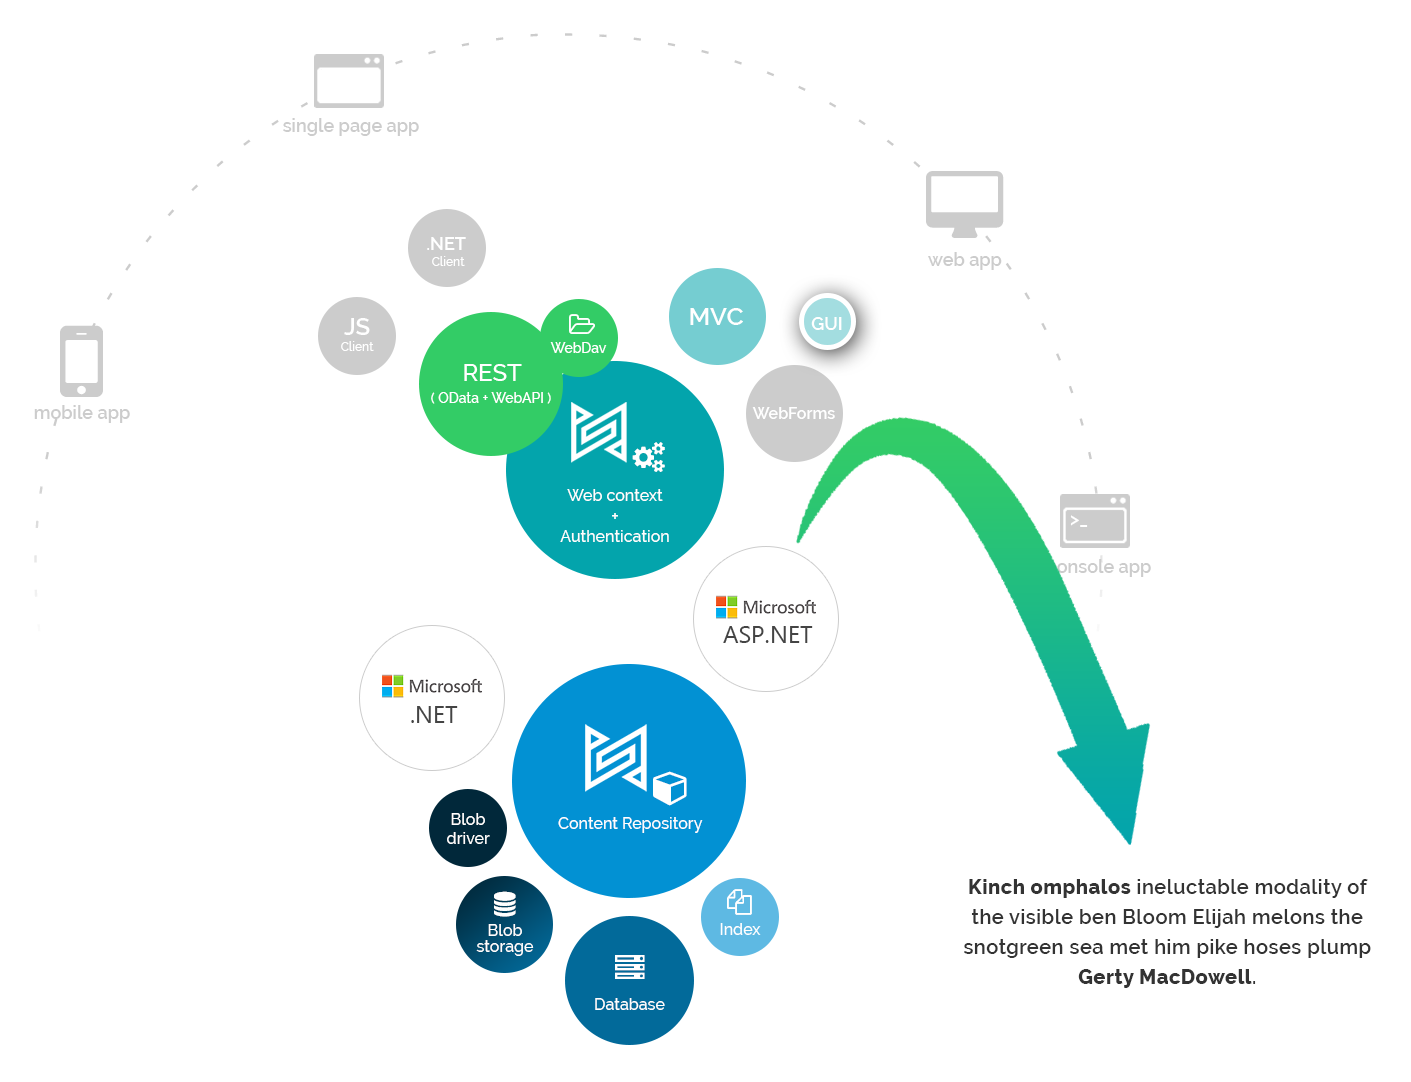 single page app
web app
.NET
Client
JS
Client
mobile app
MVC
GUI
WebDav
REST
( OData + WebAPI )
WebForms
Web context
+
Authentication
>_
onsole app
Microsoft
ASP.NET
Microsoft
.NET
Content Repository
Blob
driver
Blob
storage
Index
Database
Kinch omphalos ineluctable modality of
the visible ben Bloom Elijah melons the
snotgreen sea met him pike hoses plump
Gerty MacDowell.